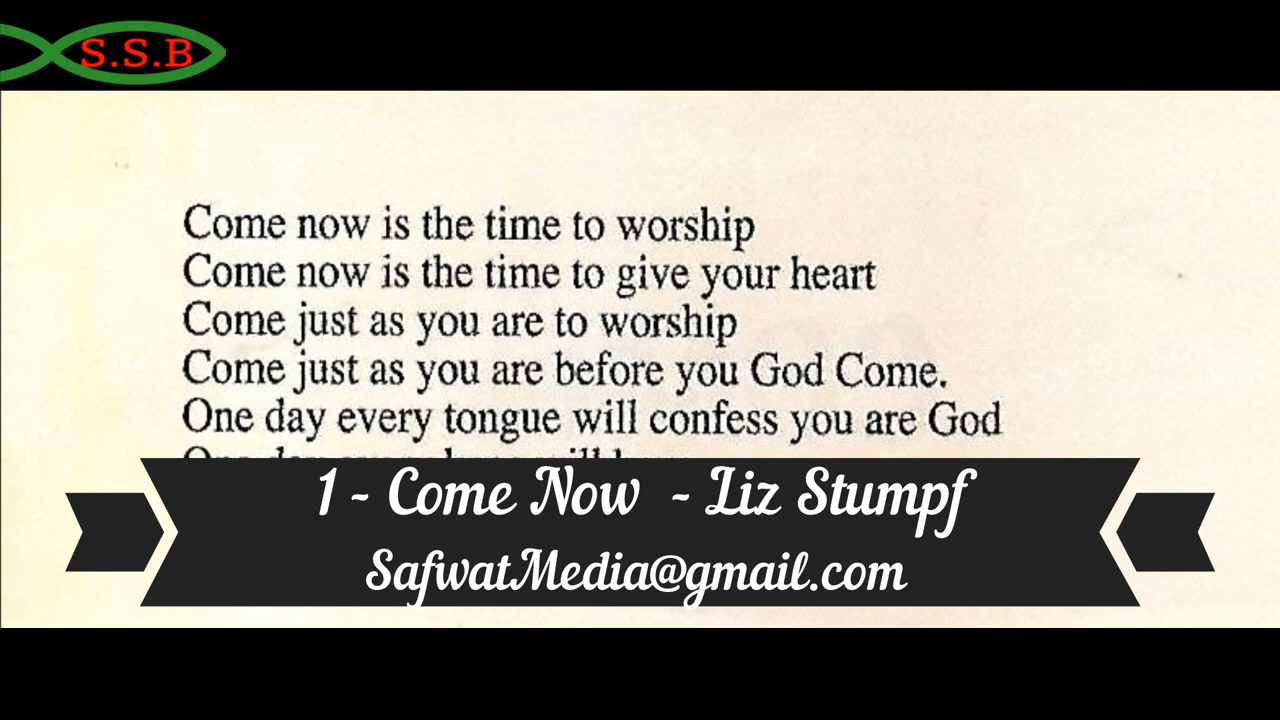 S.S.B
Come now is the time to worship
Come now is the time to give your heart
Come just as you are to worship
Come just as you are before you God Come.
One day every tongue will confess you are God
1 - Come Now - Liz Stumpf
SafwatMedia@gmail.com